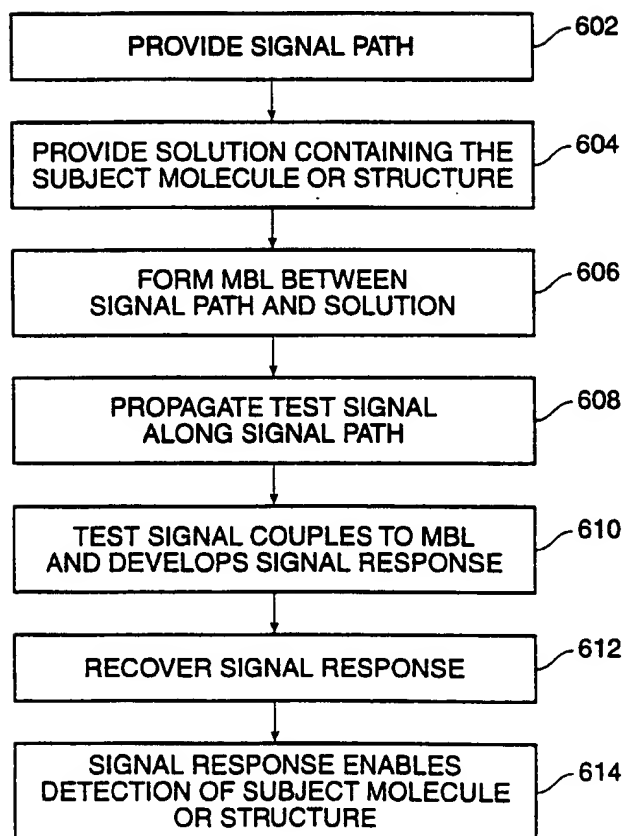 PROVIDE SIGNAL PATH
602
PROVIDE SOLUTION CONTAINING THE
SUBJECT MOLECULE OR STRUCTURE
604
FORM MBL BETWEEN
SIGNAL PATH AND SOLUTION
606
PROPAGATE TEST SIGNAL
ALONG SIGNAL PATH
608
TEST SIGNAL COUPLES TO MBL
AND DEVELOPS SIGNAL RESPONSE
610
RECOVER SIGNAL RESPONSE
612
SIGNAL RESPONSE ENABLES
DETECTION OF SUBJECT MOLECULE
OR STRUCTURE
614